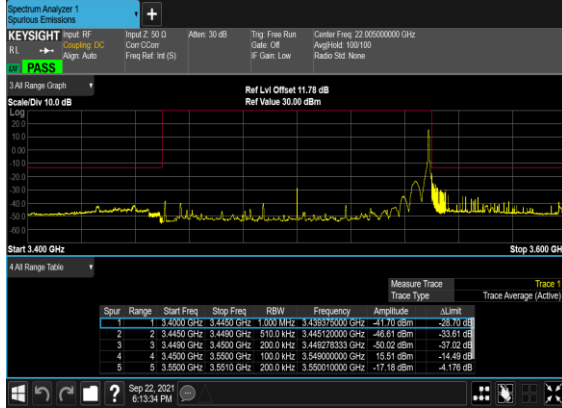 Spectrum Analyzer 1
Spurious Emissions
+
KEYSIGHT Input: RF Input Z: 50 Ω Atten: 30 dB Trig: Free Run Center Freq: 22.005000000 GHz
RL Coupling: DC Corr CCorr Gate: Off Avg|Hold: 100/100
Align: Auto Freq Ref: Int (S) IF Gain: Low Radio Std: None
PASS
3 All Range Graph
Ref Lvl Offset 11.78 dB
Scale/Div 10.0 dB Ref Value 30.00 dBm
Log
20.0
10.0
0.00
-10.0
-20.0
-30.0
-40.0
-50.0
-60.0
Start 3.400 GHz Stop 3.600 GH
4 All Range Table
Measure Trace Trace 1
Trace Type Trace Average (Active)
Spur Range Start Freq Stop Freq RBW Frequency Amplitude ΔLimit
1 1 3.4000 GHz 3.4450 GHz 1.000 MHz 3.439375000 GHz -41.70 dBm -28.70 dB
2 2 3.4450 GHz 3.4490 GHz 510.0 kHz 3.445120000 GHz -46.61 dBm -33.61 dB
3 3 3.4490 GHz 3.4500 GHz 200.0 kHz 3.449278333 GHz -50.02 dBm -37.02 dB
4 4 3.4500 GHz 3.5500 GHz 100.0 kHz 3.549000000 GHz 15.51 dBm -14.49 dB
5 5 3.5500 GHz 3.5510 GHz 200.0 kHz 3.550010000 GHz -17.18 dBm -4.176 dB
?
Sep 22, 2021
6:13:34 PM